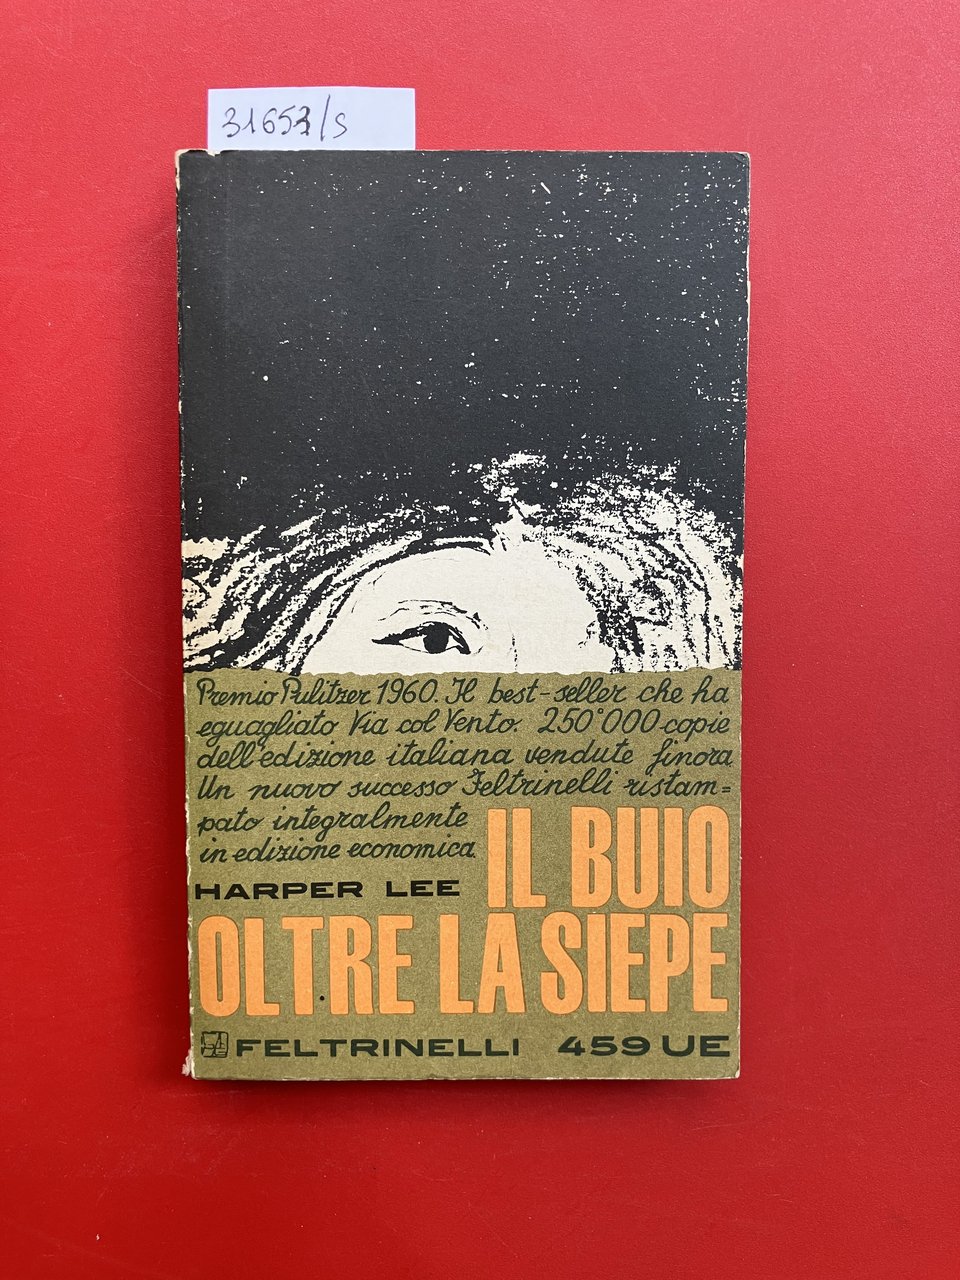 31653/s
Premio Pulitzer 1960. Il best-seller che ha
eguagliato Via col Vento. 250°000 copie
dell'edizione italiana vendute finora
Un nuovo successo Feltrinelli ristam=
pato integralmente
in edizione economica.
HARPER LEE IL BUIO
OLTRE LA SIEPE
FELTRINELLI 459 UE